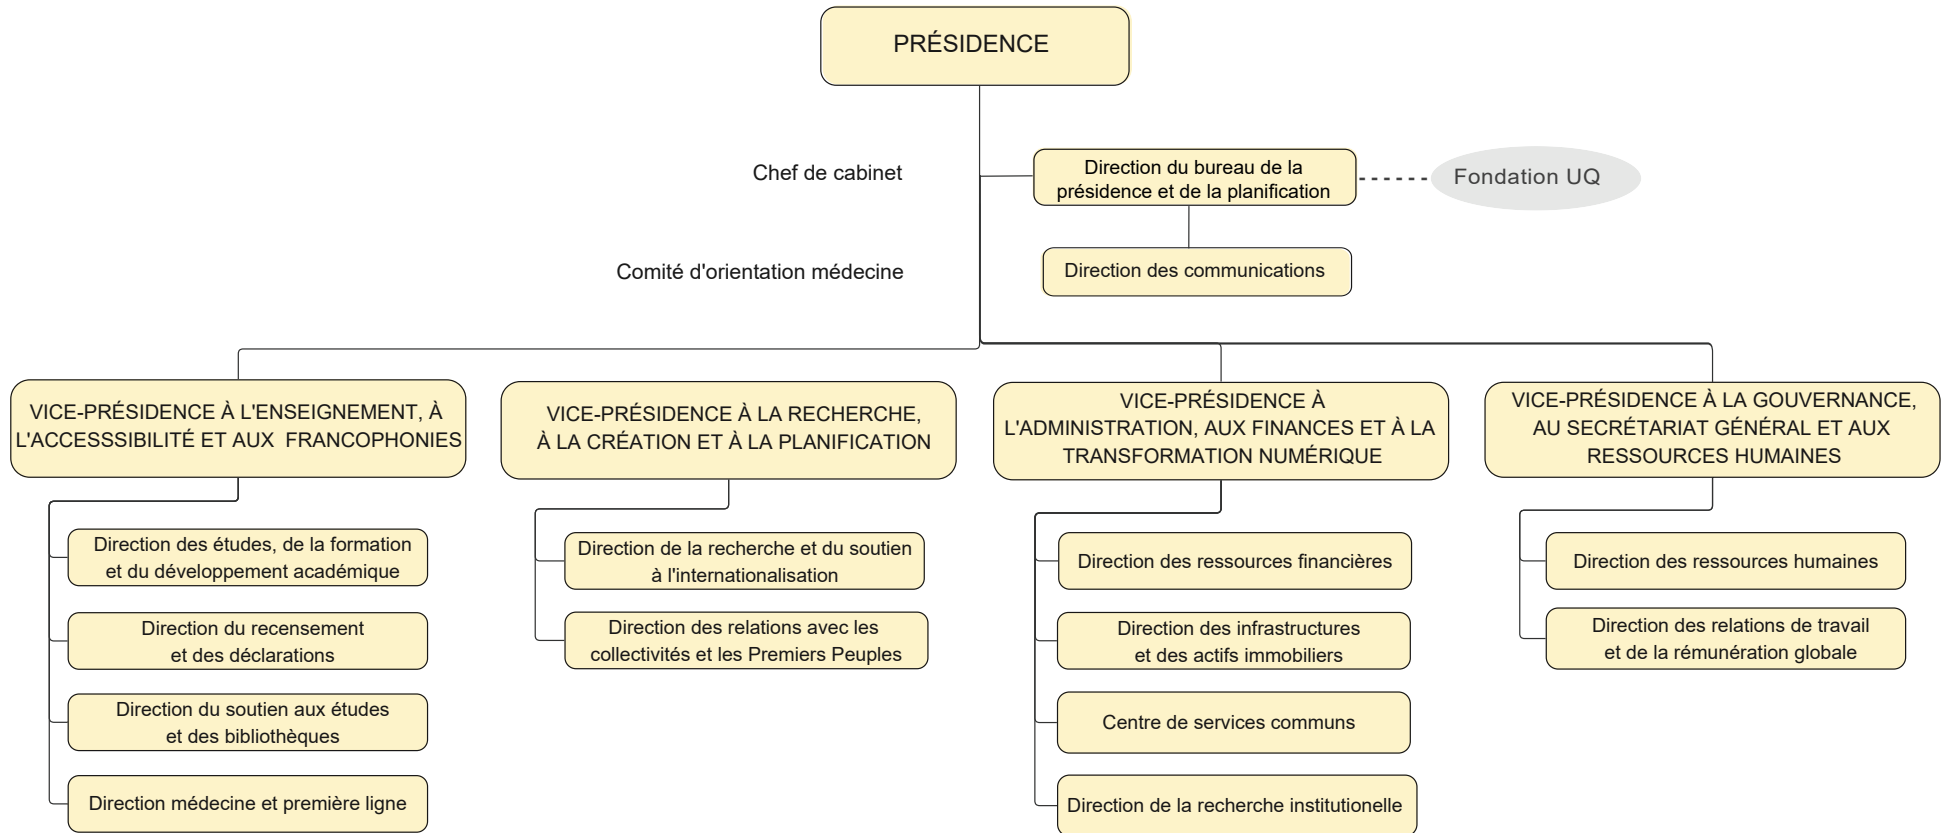 PRÉSIDENCE
Chef de cabinet
Direction du bureau de la
présidence et de la planification
Fondation UQ
Comité d'orientation médecine
Direction des communications
VICE-PRÉSIDENCE À L'ENSEIGNEMENT, À
L'ACCESSSIBILITÉ ET AUX FRANCOPHONIES
Direction des études, de la formation
et du développement académique
Direction du recensement
et des déclarations
Direction du soutien aux études
et des bibliothèques
Direction médecine et première ligne
VICE-PRÉSIDENCE À LA RECHERCHE,
À LA CRÉATION ET À LA PLANIFICATION
Direction de la recherche et du soutien
à l'internationalisation
Direction des relations avec les
collectivités et les Premiers Peuples
VICE-PRÉSIDENCE À
L'ADMINISTRATION, AUX FINANCES ET À LA
TRANSFORMATION NUMÉRIQUE
Direction des ressources financières
Direction des infrastructures
et des actifs immobiliers
Centre de services communs
Direction de la recherche institutionelle
VICE-PRÉSIDENCE À LA GOUVERNANCE,
AU SECRÉTARIAT GÉNÉRAL ET AUX
RESSOURCES HUMAINES
Direction des ressources humaines
Direction des relations de travail
et de la rémunération globale